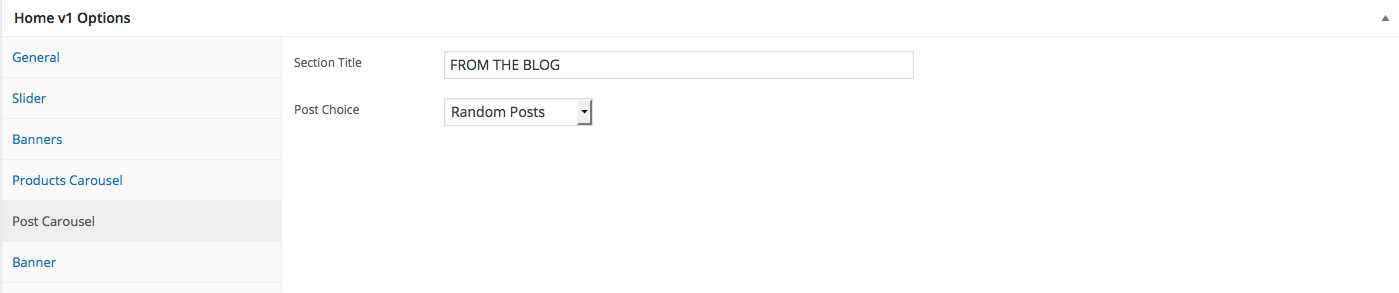 Home v1 Options
General
Slider
Banners
Products Carousel
Post Carousel
Banner
Section Title FROM THE BLOG
Post Choice Random Posts